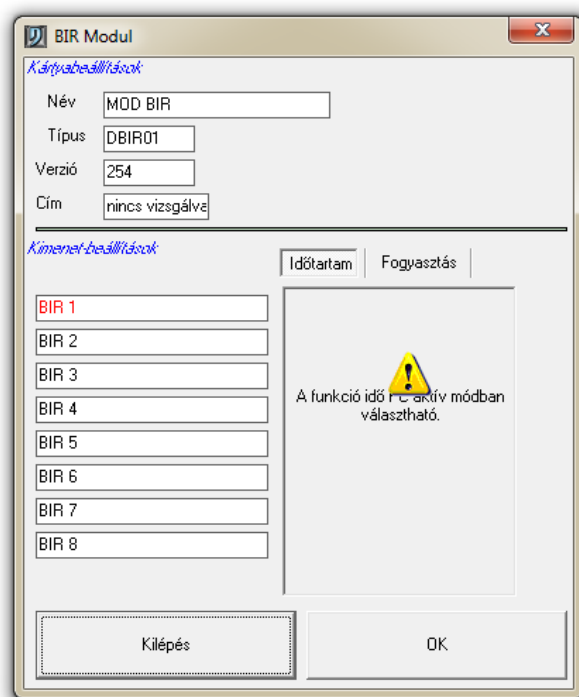 BIR Modul
Kártyabeállítások
Név
MOD BIR
Típus
DBIR01
Verzió
254
Cím
nincs vizsgálva
Kimenet-beállítások
Időtartam
Fogyasztás
BIR 1
BIR 2
BIR 3
BIR 4
BIR 5
BIR 6
BIR 7
BIR 8
A funkció idő PC aktív módban
választható.
Kilépés
OK